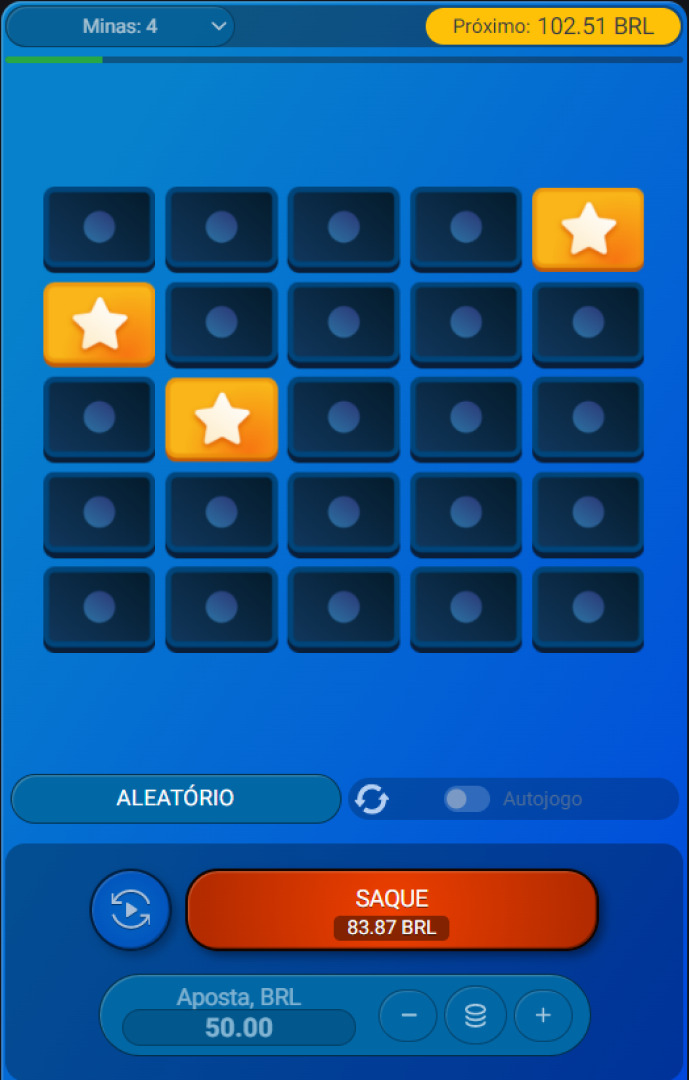 Minas: 4
Próximo: 102.51 BRL
ALEATÓRIO
Autojogo
SAQUE
83.87 BRL
Aposta, BRL
50.00